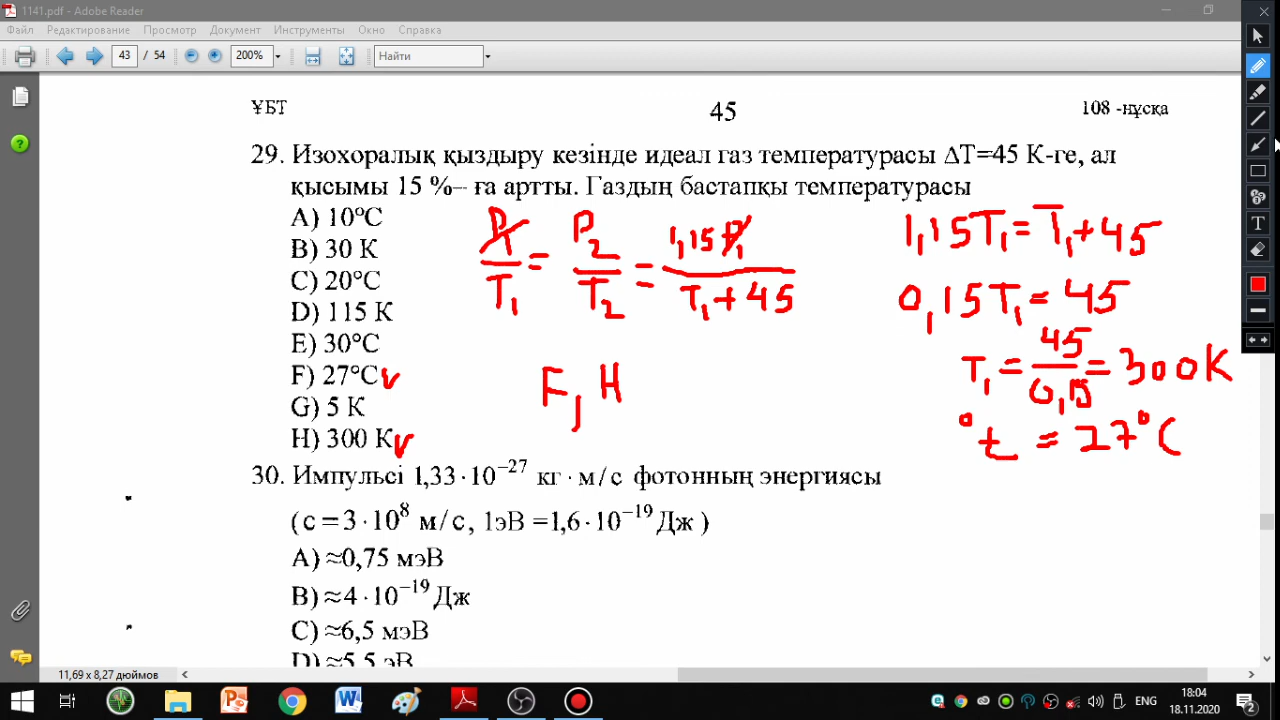 1141.pdf - Adobe Reader
Файл Редактирование Просмотр Документ Инструменты Окно Справка
43 / 54 200% Найти
ҰБТ 45 108 -нұсқа
29. Изохоралық қыздыру кезінде идеал газ температурасы ΔT=45 К-ге, ал
қысымы 15 %– ға артты. Газдың бастапқы температурасы
A) 10°C
B) 30 К
C) 20°C
D) 115 К
E) 30°C
F) 27°C v
G) 5 К
H) 300 К v
P₁/T₁ = P₂/T₂ = 1,15P₁/T₁+45
F, H
1,15T₁ = T₁+45
0,15T₁ = 45
T₁ = 45/0,15 = 300K
°t = 27°C
30. Импульсі 1,33·10⁻²⁷ кг·м/с фотонның энергиясы
(с=3·10⁸ м/с, 1эВ =1,6·10⁻¹⁹ Дж )
A) ≈0,75 мэВ
B) ≈4·10⁻¹⁹ Дж
C) ≈6,5 мэВ
D) ≈5,5 эВ
11,69 x 8,27 дюймов
ENG 18:04
18.11.2020
2